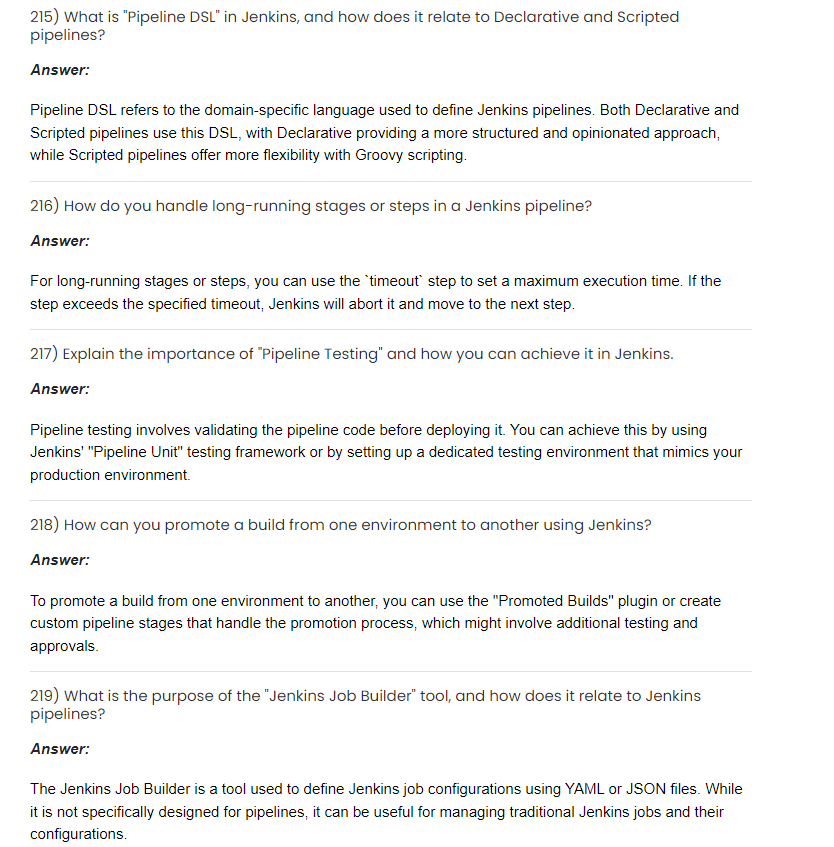 215) What is "Pipeline DSL" in Jenkins, and how does it relate to Declarative and Scripted
pipelines?
Answer:
Pipeline DSL refers to the domain-specific language used to define Jenkins pipelines. Both Declarative and
Scripted pipelines use this DSL, with Declarative providing a more structured and opinionated approach,
while Scripted pipelines offer more flexibility with Groovy scripting.
216) How do you handle long-running stages or steps in a Jenkins pipeline?
Answer:
For long-running stages or steps, you can use the `timeout` step to set a maximum execution time. If the
step exceeds the specified timeout, Jenkins will abort it and move to the next step.
217) Explain the importance of "Pipeline Testing" and how you can achieve it in Jenkins.
Answer:
Pipeline testing involves validating the pipeline code before deploying it. You can achieve this by using
Jenkins' "Pipeline Unit" testing framework or by setting up a dedicated testing environment that mimics your
production environment.
218) How can you promote a build from one environment to another using Jenkins?
Answer:
To promote a build from one environment to another, you can use the "Promoted Builds" plugin or create
custom pipeline stages that handle the promotion process, which might involve additional testing and
approvals.
219) What is the purpose of the "Jenkins Job Builder" tool, and how does it relate to Jenkins
pipelines?
Answer:
The Jenkins Job Builder is a tool used to define Jenkins job configurations using YAML or JSON files. While
it is not specifically designed for pipelines, it can be useful for managing traditional Jenkins jobs and their
configurations.